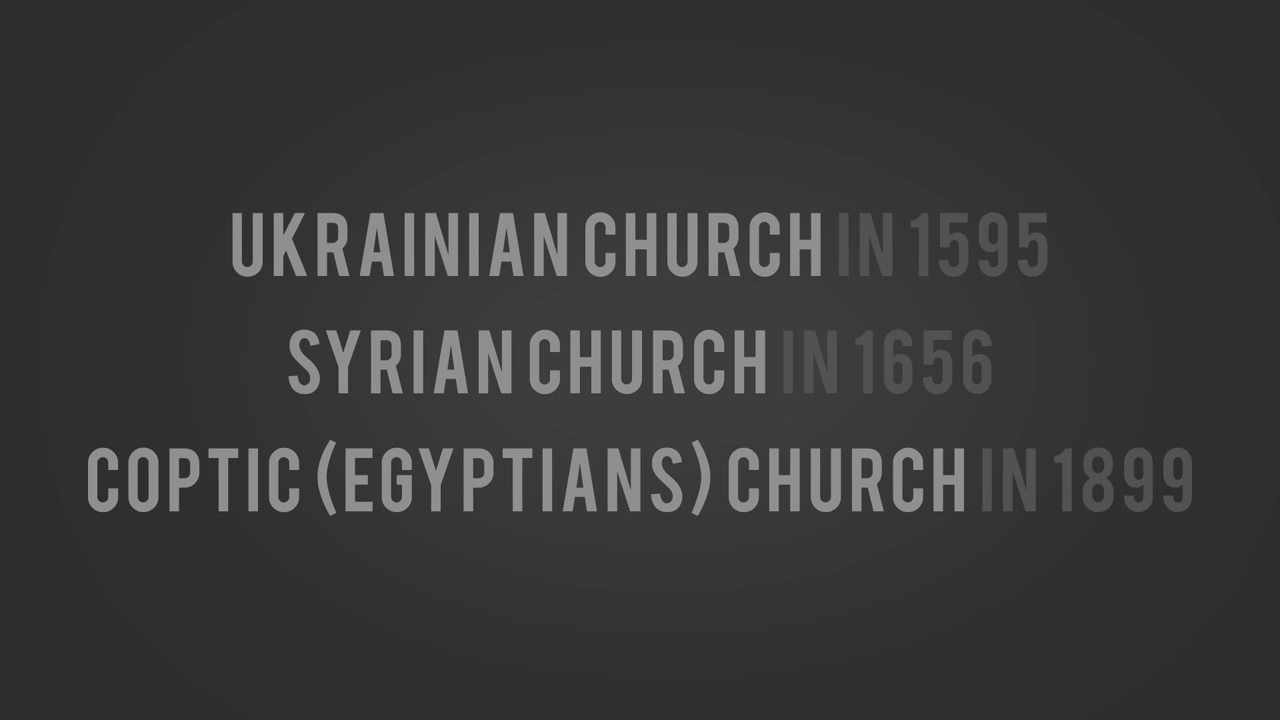 UKRAINIAN CHURCH IN 1595
SYRIAN CHURCH IN 1656
COPTIC (EGYPTIANS) CHURCH IN 1899